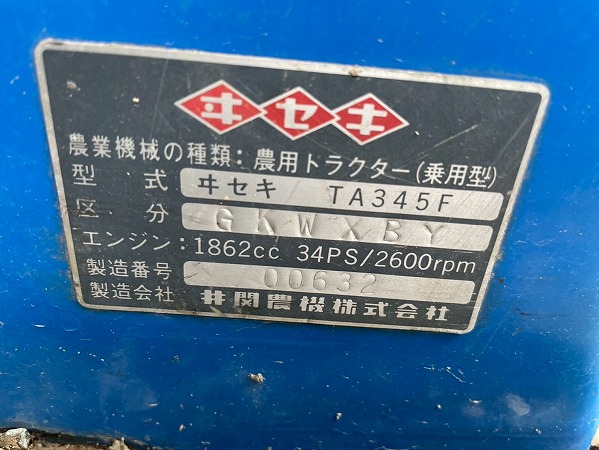 ヰセキ
農業機械の種類：農用トラクター(乗用型)
型式 ヰセキ TA345F
区分 GKWXBY
エンジン：1862cc 34PS/2600rpm
製造番号 00632
製造会社 井関農機株式会社